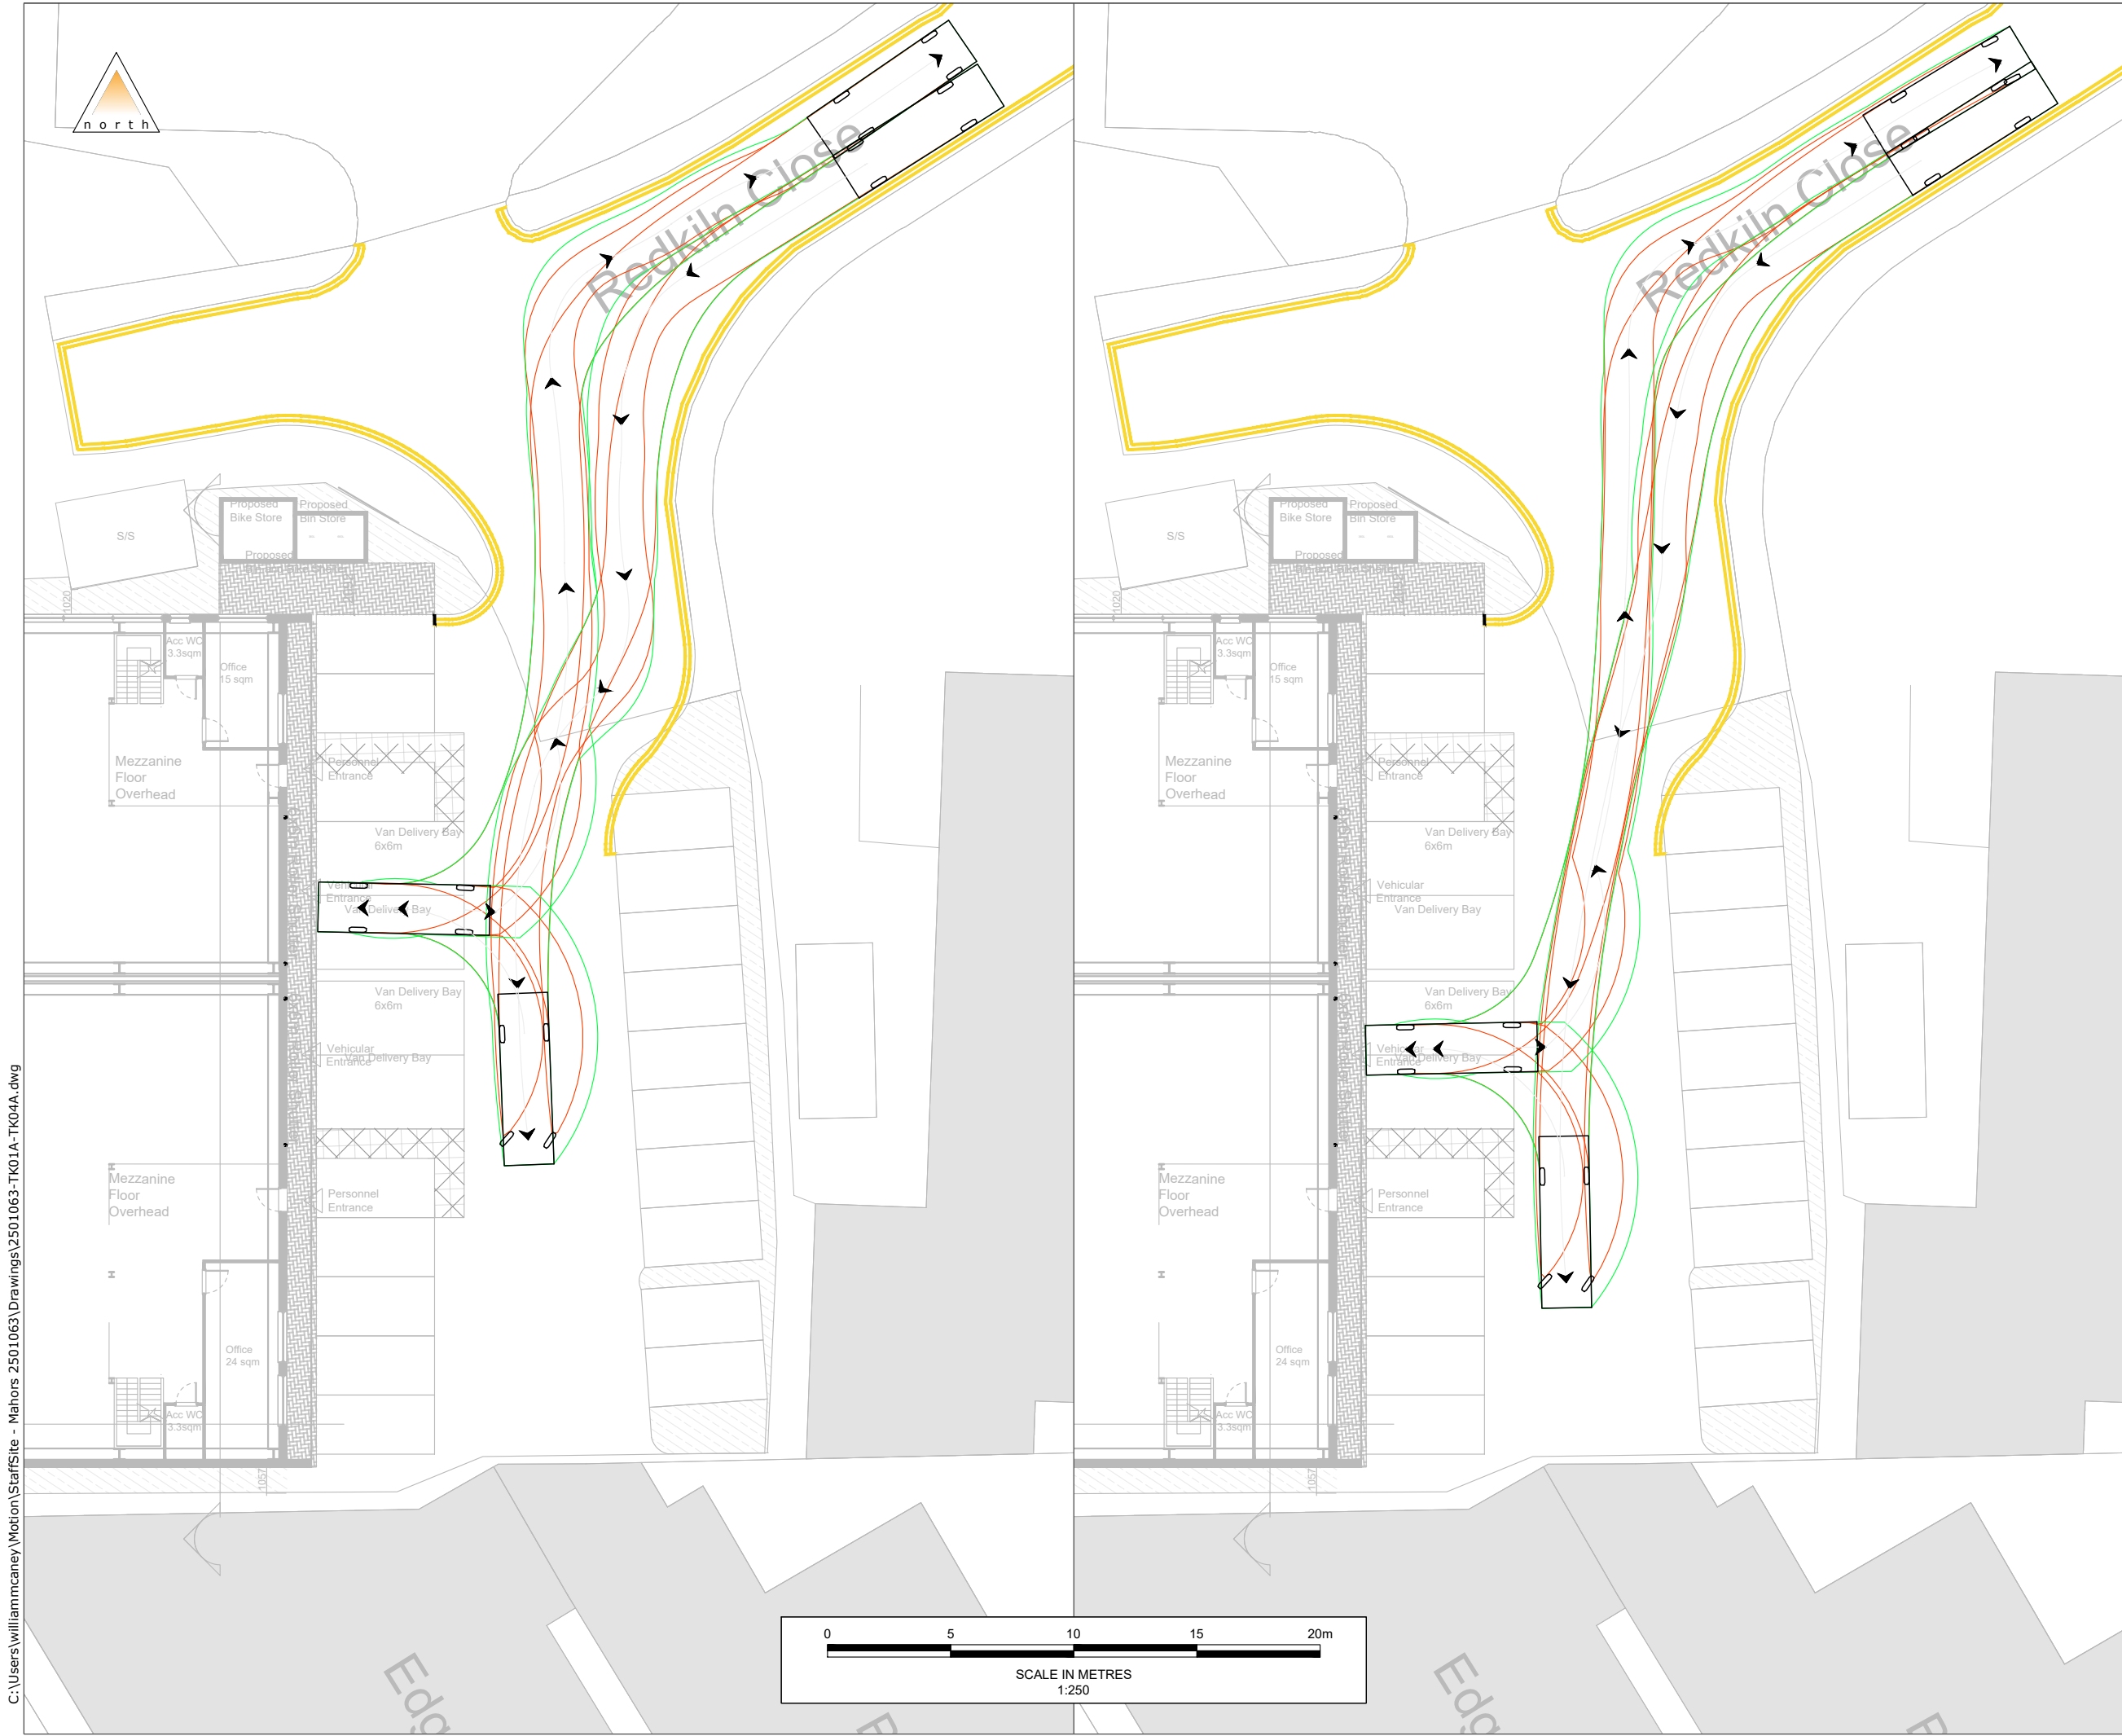 C:\Users\williammcaney\Motion\StaffSite - Mahors 2501063\Drawings\2501063-TK01A-TK04A.dwg
north
Redkiln Close
Proposed
Bike Store
Proposed
Bin Store
Proposed
S/S
1020
Acc WC
3.3sqm
Office
15 sqm
Mezzanine
Floor
Overhead
Personnel
Entrance
Van Delivery Bay
6x6m
Vehicular
Entrance
Van Delivery Bay
Van Delivery Bay
6x6m
Vehicular
Entrance
Van Delivery Bay
Mezzanine
Floor
Overhead
Personnel
Entrance
Office
24 sqm
Acc WC
3.3sqm
1057
Redkiln Close
Proposed
Bike Store
Proposed
Bin Store
Proposed
S/S
1020
Acc WC
3.3sqm
Office
15 sqm
Mezzanine
Floor
Overhead
Personnel
Entrance
Van Delivery Bay
6x6m
Vehicular
Entrance
Van Delivery Bay
Van Delivery Bay
6x6m
Vehicular
Entrance
Van Delivery Bay
Mezzanine
Floor
Overhead
Personnel
Entrance
Office
24 sqm
Acc WC
3.3sqm
1057
0 5 10 15 20m
SCALE IN METRES
1:250